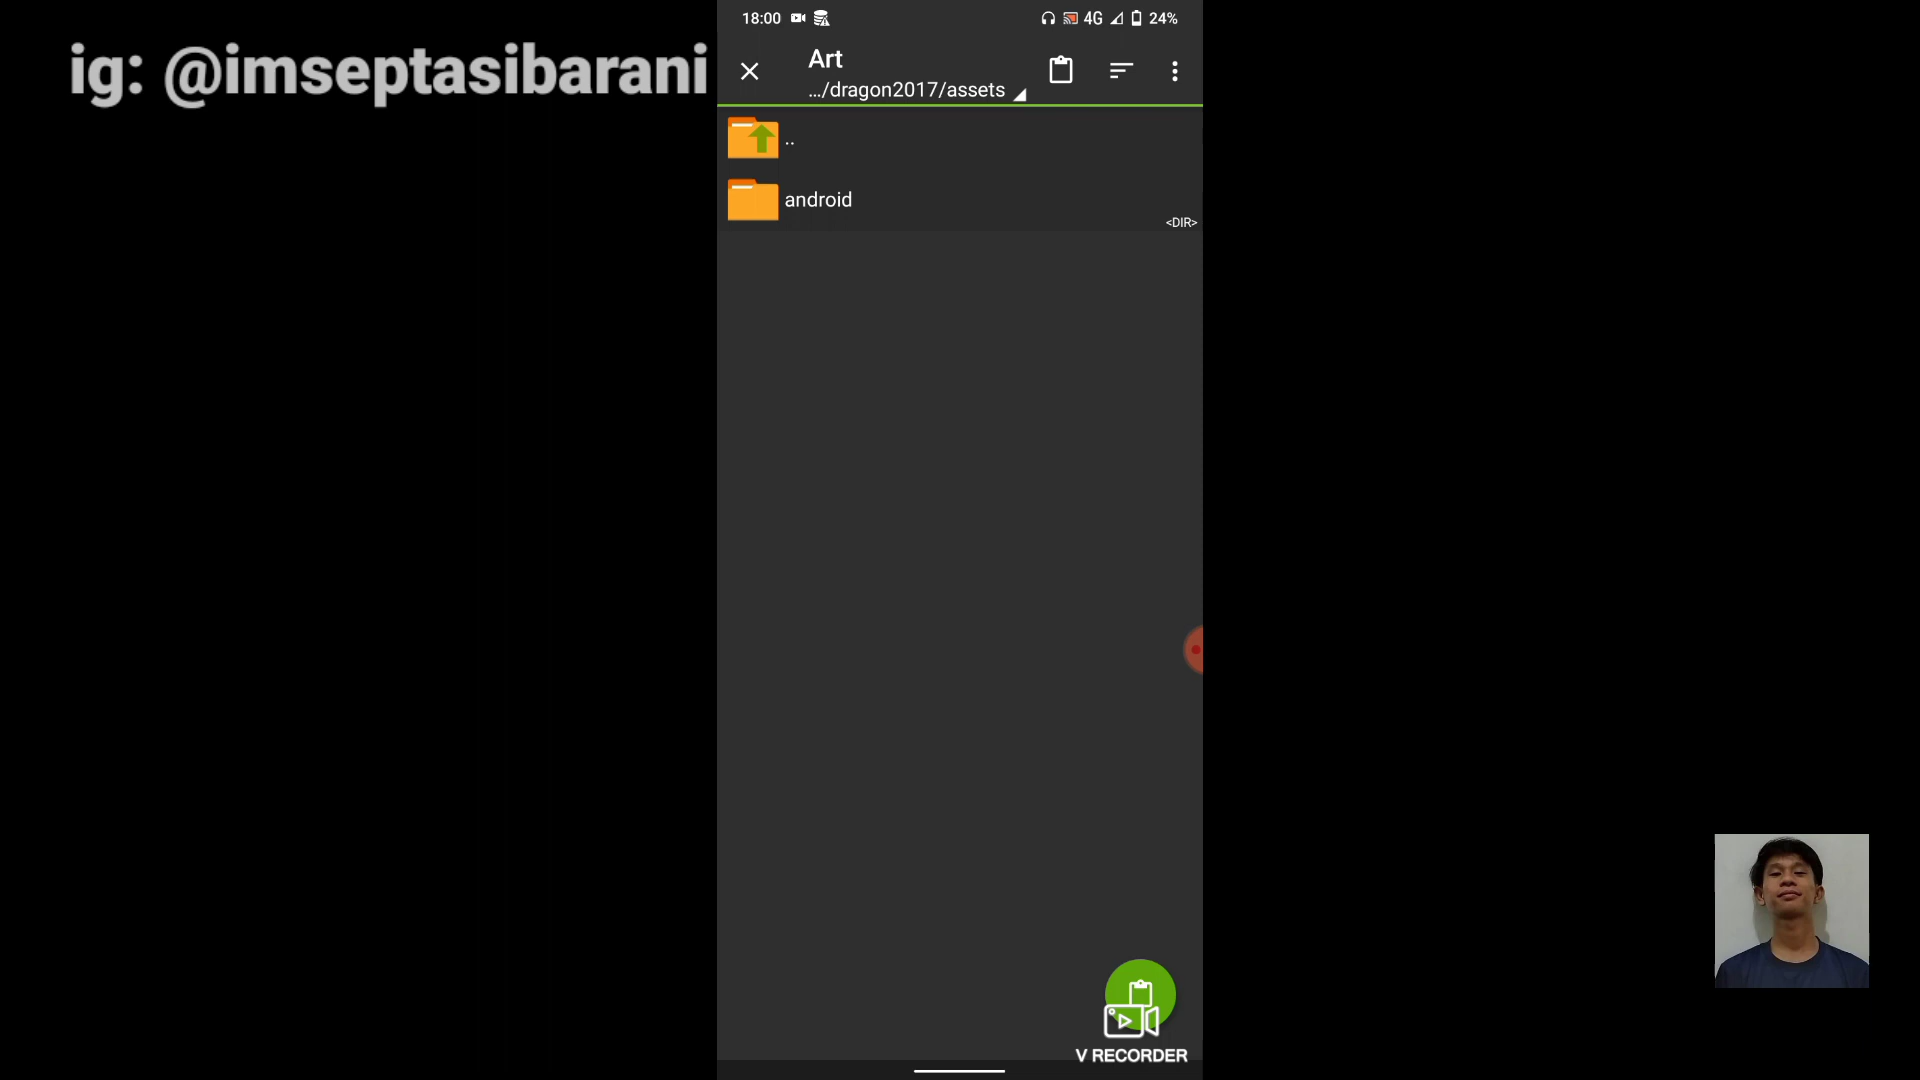 ig: @imseptasibarani
18:00
4G
24%
Art
.../dragon2017/assets
..
android
<DIR>
V RECORDER